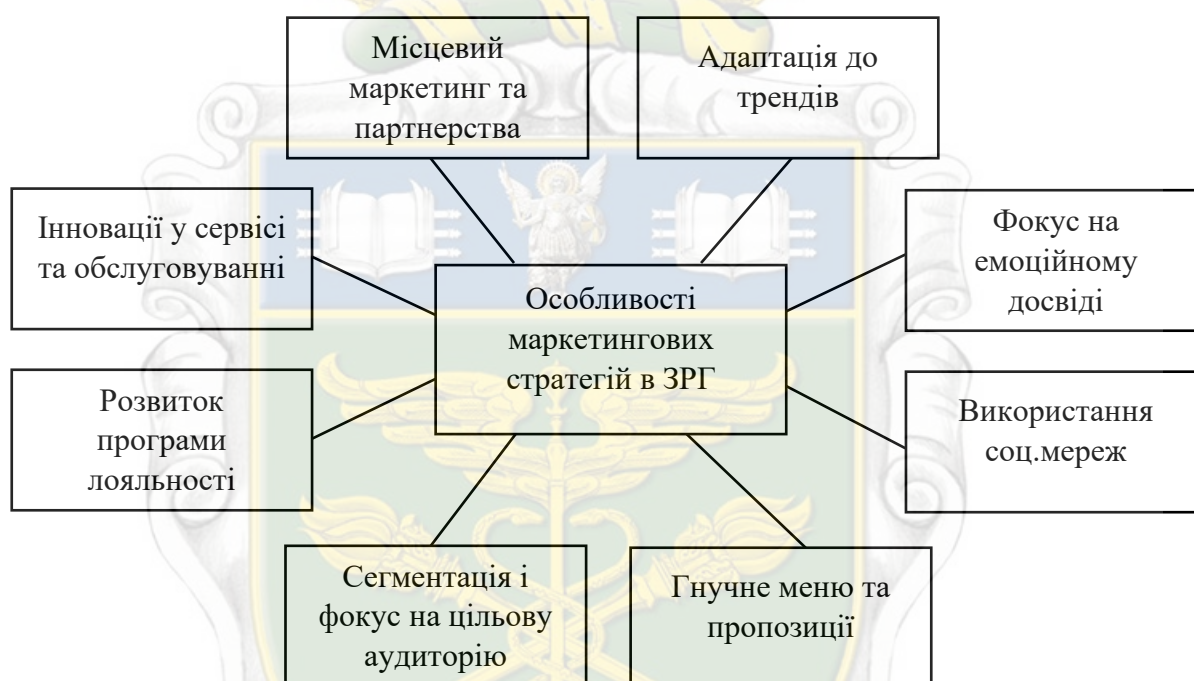 Місцевий
маркетинг та
партнерства
Адаптація до
трендів
Інновації у сервісі
та обслуговуванні
Фокус на
емоційному
досвіді
Особливості
маркетингових
стратегій в ЗРГ
Розвиток
програми
лояльності
Використання
соц.мереж
Сегментація і
фокус на цільову
аудиторію
Гнучне меню та
пропозиції